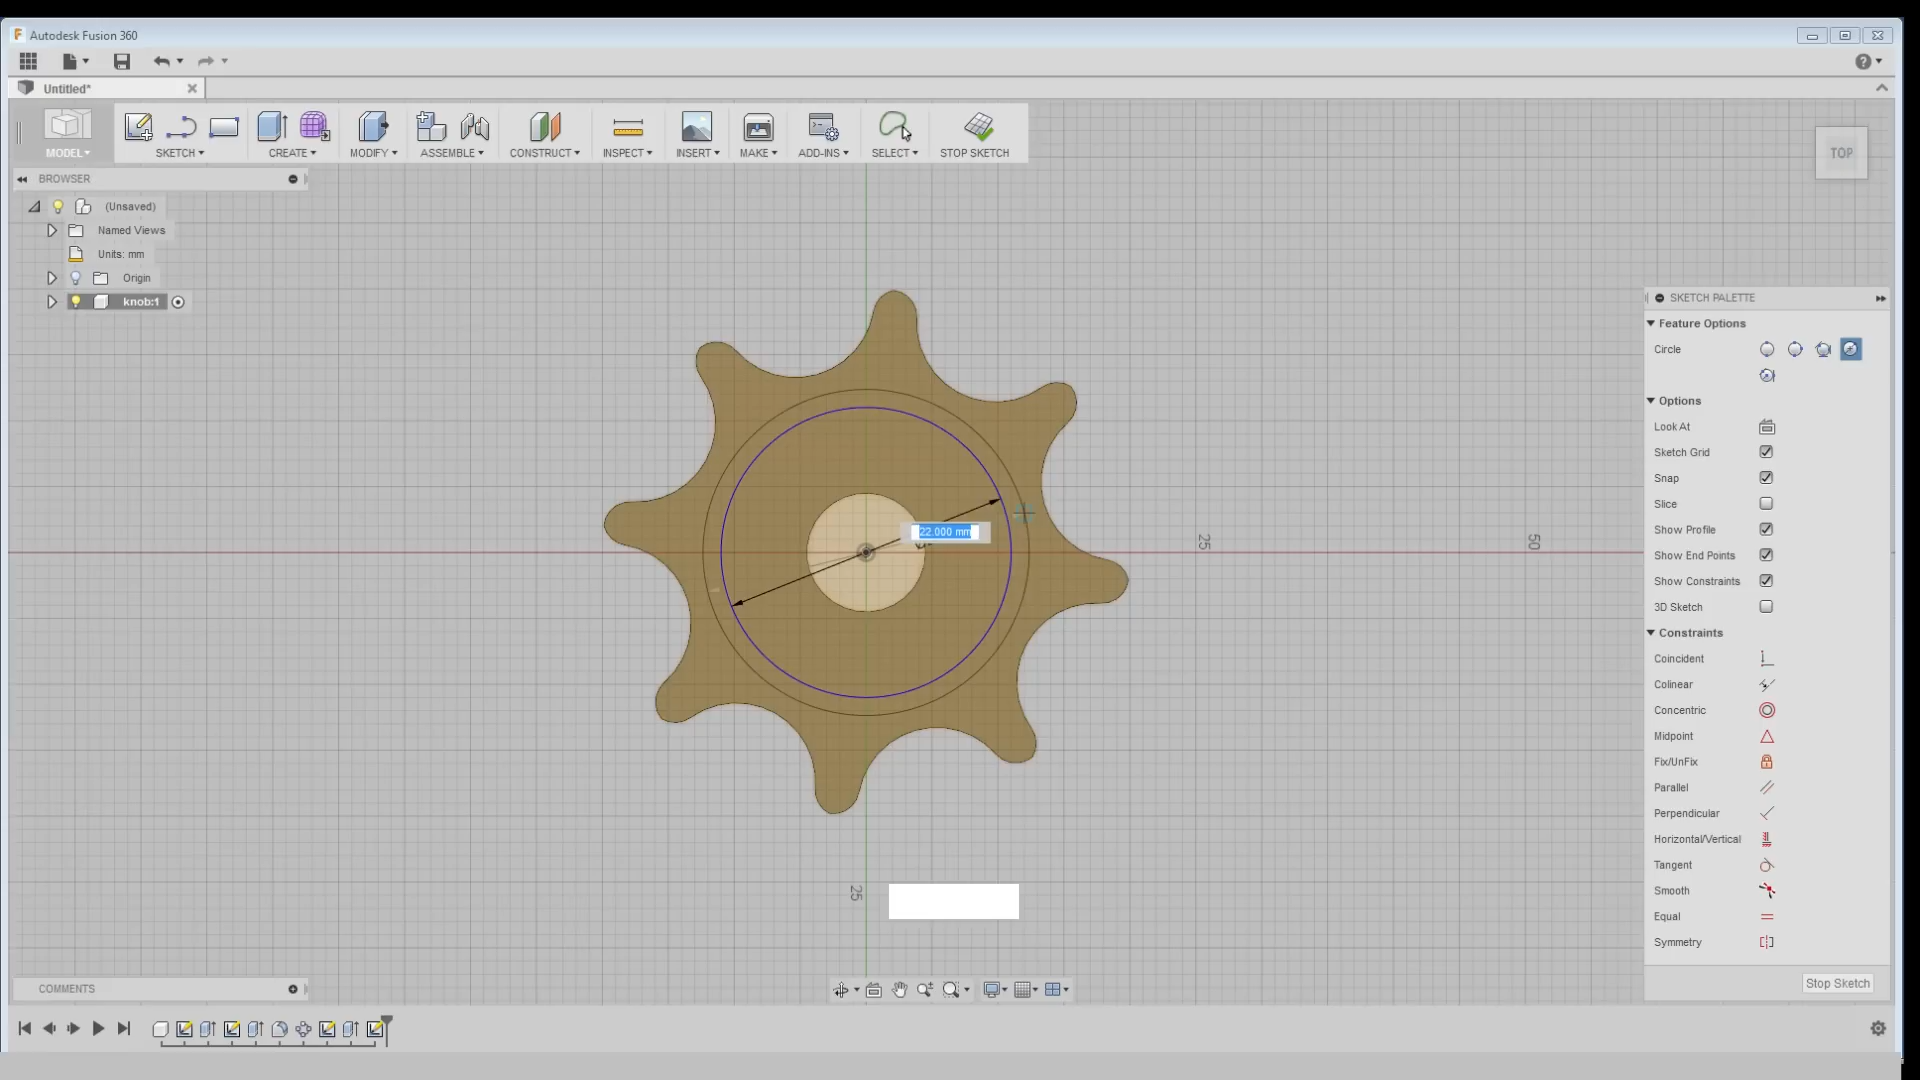 Autodesk Fusion 360
Untitled*
MODEL
SKETCH
CREATE
MODIFY
ASSEMBLE
CONSTRUCT
INSPECT
INSERT
MAKE
ADD-INS
SELECT
STOP SKETCH
TOP
BROWSER
(Unsaved)
Named Views
Units: mm
Origin
knob:1
22.000 mm
25
50
25
SKETCH PALETTE
Feature Options
Circle
Options
Look At
Sketch Grid
Snap
Slice
Show Profile
Show End Points
Show Constraints
3D Sketch
Constraints
Coincident
Colinear
Concentric
Midpoint
Fix/UnFix
Parallel
Perpendicular
Horizontal/Vertical
Tangent
Smooth
Equal
Symmetry
Stop Sketch
COMMENTS